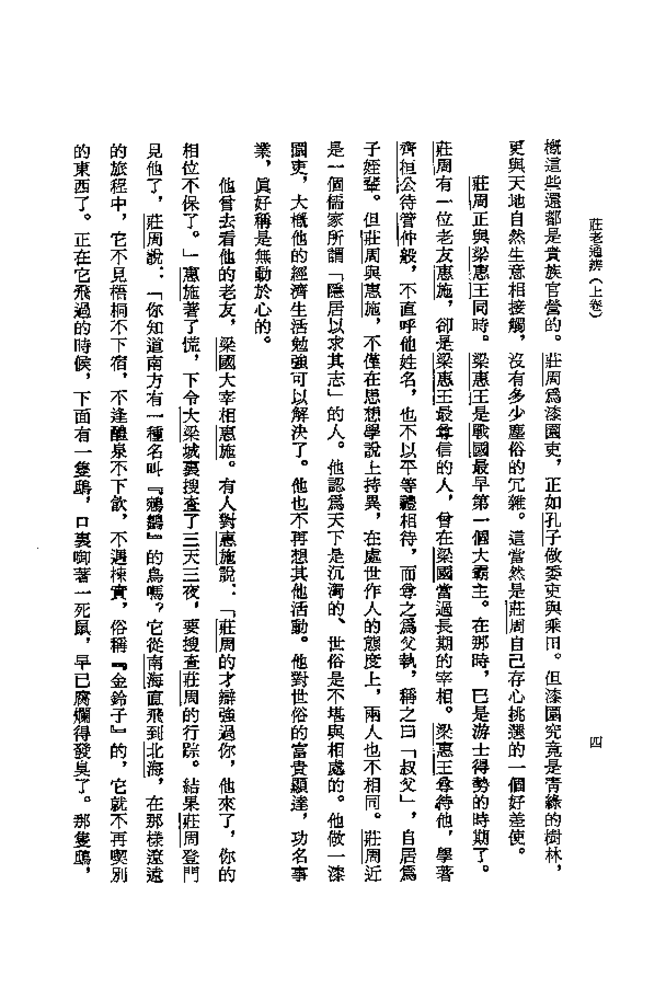 莊老通辨（上卷）
四
槪這些還都是貴族官營的。莊周爲漆園吏，正如孔子做委吏與乘田。但漆園究竟是青綠的樹林，
更與天地自然生意相接觸，沒有多少塵俗的冗雜。這當然是莊周自己存心挑選的一個好差使。
莊周正與梁惠王同時。梁惠王是戰國最早第一個大霸主。在那時，已是游士得勢的時期了。
莊周有一位老友惠施，卻是梁惠王最尊信的人，曾在梁國當過長期的宰相。梁惠王尊待他，學著
齊桓公待管仲般，不直呼他姓名，也不以平等禮相待，而尊之爲父執，稱之曰「叔父」，自居爲
子姪輩。但莊周與惠施，不僅在思想學說上持異，在處世作人的態度上，兩人也不相同。莊周近
是一個儒家所謂「隱居以求其志」的人。他認爲天下是沉濁的、世俗是不堪與相處的。他做一漆
園吏，大槪他的經濟生活勉強可以解決了。他也不再想其他活動。他對世俗的富貴顯達，功名事
業，眞好稱是無動於心的。
他曾去看他的老友，梁國大宰相惠施。有人對惠施說：「莊周的才辯強過你，他來了，你的
相位不保了。」惠施著了慌，下令大梁城裏搜查了三天三夜，要搜查莊周的行踪。結果莊周登門
見他了，莊周說：「你知道南方有一種名叫『鵷鶵』的鳥嗎？它從南海直飛到北海，在那樣遼遠
的旅程中，它不見梧桐不下宿，不逢醴泉不下飲，不遇楝實，俗稱『金鈴子』的，它就不再喫別
的東西了。正在它飛過的時候，下面有一隻鴟，口裏啣著一死鼠，早已腐爛得發臭了。那隻鴟，